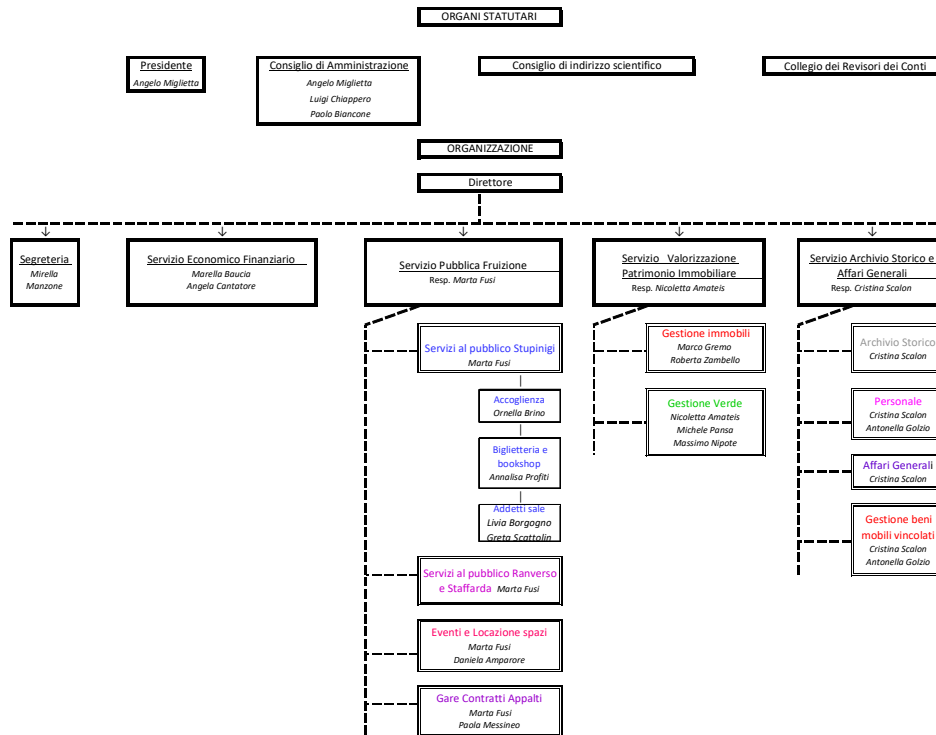 ORGANI STATUTARI
Presidente
Angelo Miglietta
Consiglio di Amministrazione
Angelo Miglietta
Luigi Chiappero
Paolo Biancone
Consiglio di indirizzo scientifico
Collegio dei Revisori dei Conti
ORGANIZZAZIONE
Direttore
Segreteria
Mirella
Manzone
Servizio Economico Finanziario
Marella Baucia
Angela Cantatore
Servizio Pubblica Fruizione
Resp. Marta Fusi
Servizio Valorizzazione
Patrimonio Immobiliare
Resp. Nicoletta Amateis
Servizio Archivio Storico e
Affari Generali
Resp. Cristina Scalon
Servizi al pubblico Stupinigi
Marta Fusi
Accoglienza
Ornella Brino
Biglietteria e
bookshop
Annalisa Profiti
Addetti sale
Livia Borgogno
Greta Scattolin
Servizi al pubblico Ranverso
e Staffarda Marta Fusi
Eventi e Locazione spazi
Marta Fusi
Daniela Amparore
Gare Contratti Appalti
Marta Fusi
Paola Messineo
Gestione immobili
Marco Gremo
Roberta Zambello
Gestione Verde
Nicoletta Amateis
Michele Pansa
Massimo Nipote
Archivio Storico
Cristina Scalon
Personale
Cristina Scalon
Antonella Golzio
Affari Generali
Cristina Scalon
Gestione beni
mobili vincolati
Cristina Scalon
Antonella Golzio